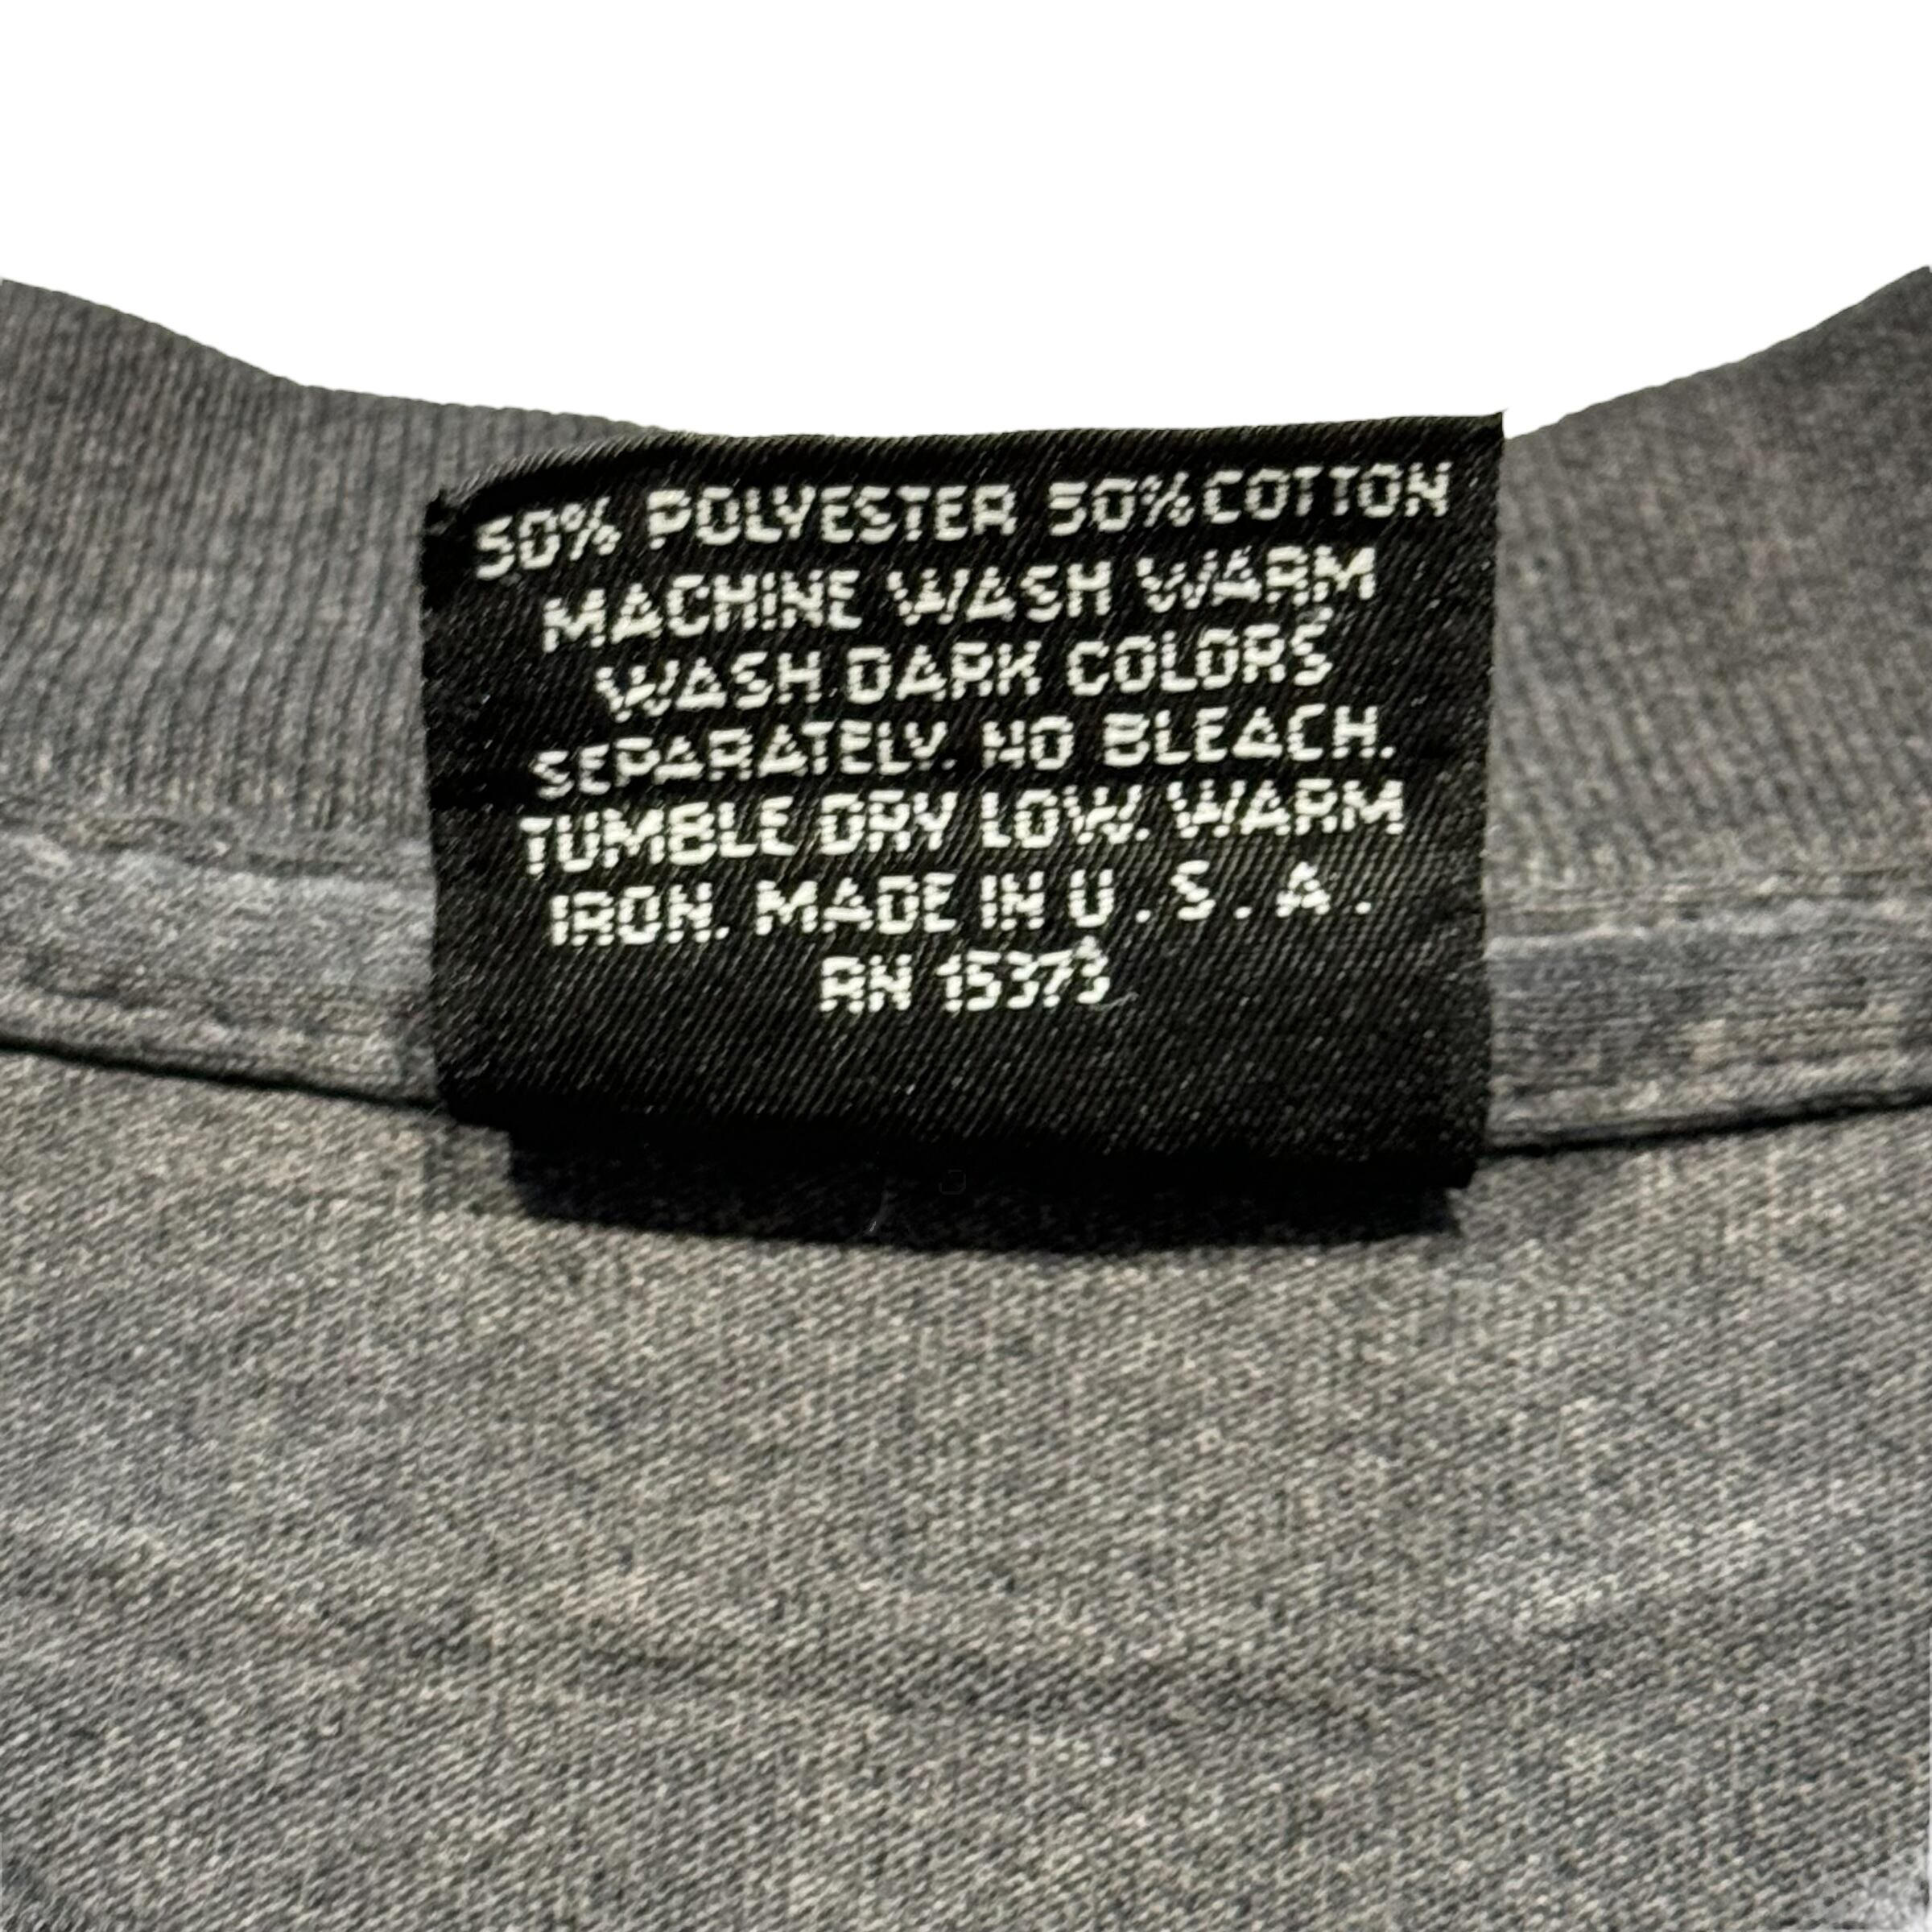 50% POLYESTER 50% COTTON
MACHINE WASH WARM
WASH DARK COLORS
SEPARATELY. NO BLEACH.
TUMBLE DRY LOW. WARM
IRON. MADE IN U.S.A.
RN 15373